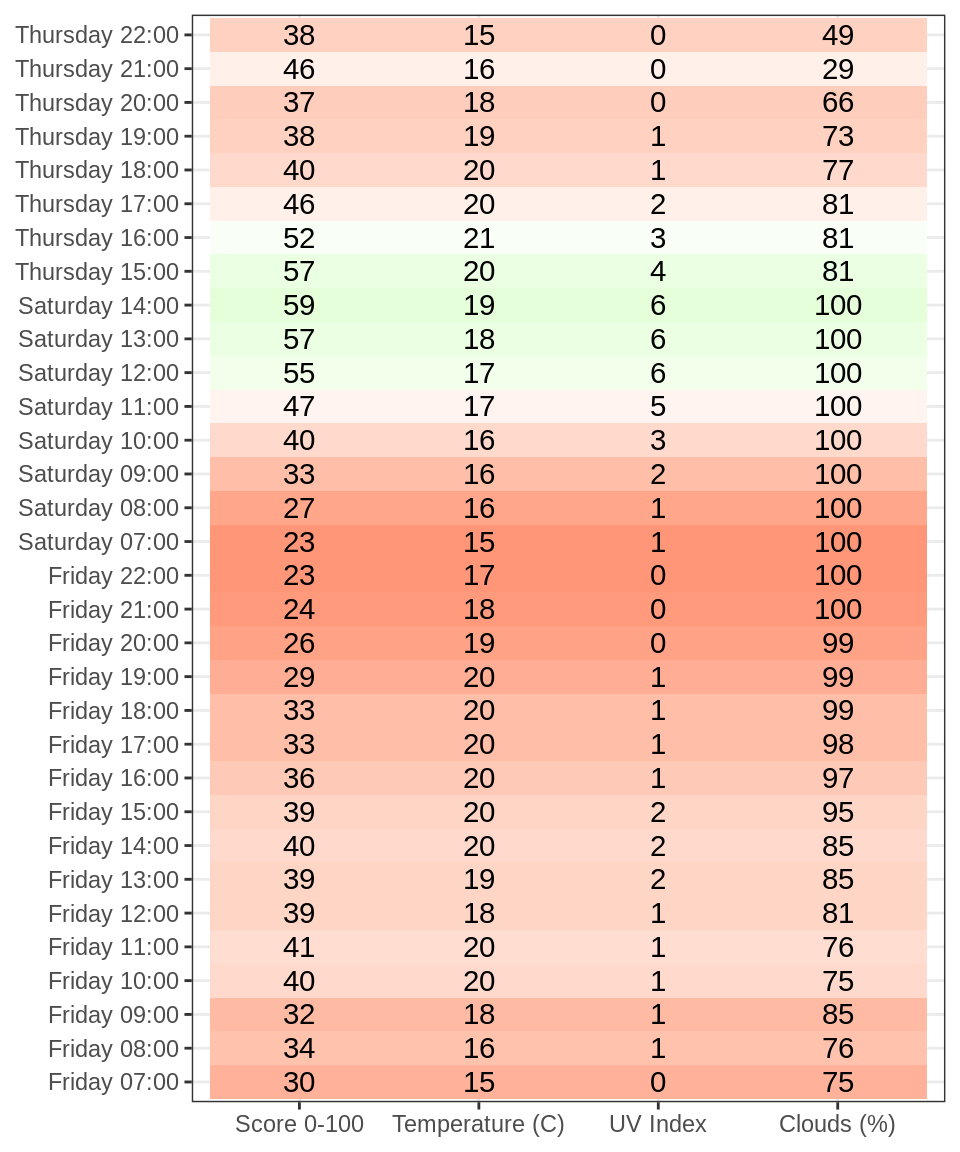 Thursday 22:00 38 15 0 49
Thursday 21:00 46 16 0 29
Thursday 20:00 37 18 0 66
Thursday 19:00 38 19 1 73
Thursday 18:00 40 20 1 77
Thursday 17:00 46 20 2 81
Thursday 16:00 52 21 3 81
Thursday 15:00 57 20 4 81
Saturday 14:00 59 19 6 100
Saturday 13:00 57 18 6 100
Saturday 12:00 55 17 6 100
Saturday 11:00 47 17 5 100
Saturday 10:00 40 16 3 100
Saturday 09:00 33 16 2 100
Saturday 08:00 27 16 1 100
Saturday 07:00 23 15 1 100
Friday 22:00 23 17 0 100
Friday 21:00 24 18 0 100
Friday 20:00 26 19 0 99
Friday 19:00 29 20 1 99
Friday 18:00 33 20 1 99
Friday 17:00 33 20 1 98
Friday 16:00 36 20 1 97
Friday 15:00 39 20 2 95
Friday 14:00 40 20 2 85
Friday 13:00 39 19 2 85
Friday 12:00 39 18 1 81
Friday 11:00 41 20 1 76
Friday 10:00 40 20 1 75
Friday 09:00 32 18 1 85
Friday 08:00 34 16 1 76
Friday 07:00 30 15 0 75
Score 0-100 Temperature (C) UV Index Clouds (%)